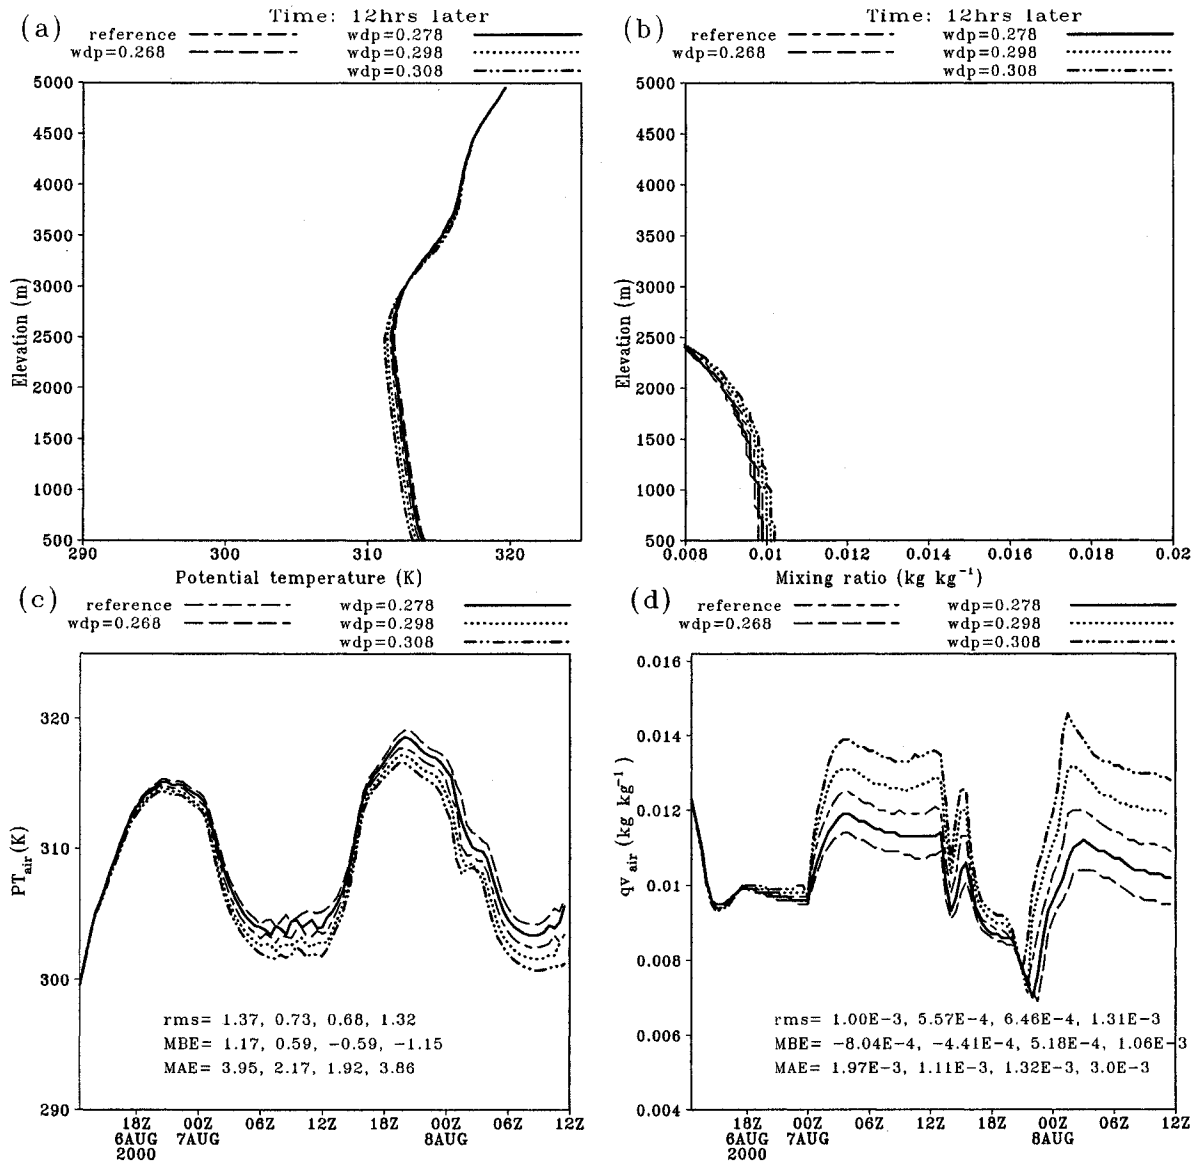 (a)
Time: 12hrs later
reference
wdp=0.268
wdp=0.278
wdp=0.298
wdp=0.308
5000
4500
4000
3500
3000
2500
2000
1500
1000
500
Elevation (m)
290
300
310
320
Potential temperature (K)
(b)
Time: 12hrs later
reference
wdp=0.268
wdp=0.278
wdp=0.298
wdp=0.308
5000
4500
4000
3500
3000
2500
2000
1500
1000
500
Elevation (m)
0.008
0.01
0.012
0.014
0.016
0.018
0.02
Mixing ratio (kg kg⁻¹)
(c)
reference
wdp=0.268
wdp=0.278
wdp=0.298
wdp=0.308
320
310
300
290
PTair (K)
rms= 1.37, 0.73, 0.68, 1.32
MBE= 1.17, 0.59, -0.59, -1.15
MAE= 3.95, 2.17, 1.92, 3.86
18Z 00Z 06Z 12Z 18Z 00Z 06Z 12Z
6AUG 7AUG 8AUG
2000
(d)
reference
wdp=0.268
wdp=0.278
wdp=0.298
wdp=0.308
0.016
0.014
0.012
0.01
0.008
0.006
0.004
qvair (kg kg⁻¹)
rms= 1.00E-3, 5.57E-4, 6.46E-4, 1.31E-3
MBE= -8.04E-4, -4.41E-4, 5.18E-4, 1.06E-3
MAE= 1.97E-3, 1.11E-3, 1.32E-3, 3.0E-3
18Z 00Z 06Z 12Z 18Z 00Z 06Z 12Z
6AUG 7AUG 8AUG
2000